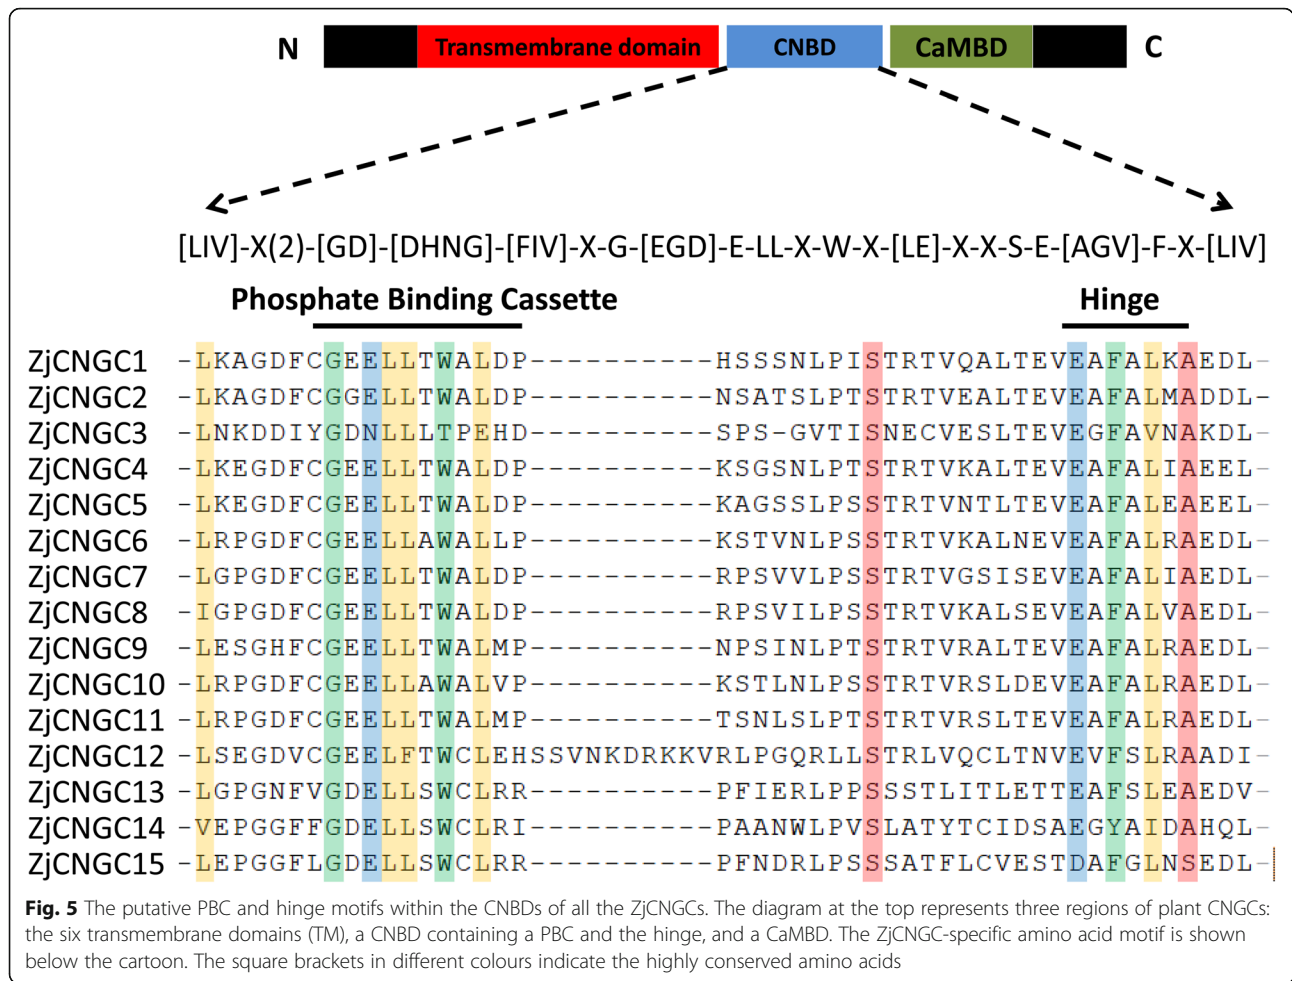 N Transmembrane domain CNBD CaMBD C
[LIV]-X(2)-[GD]-[DHNG]-[FIV]-X-G-[EGD]-E-LL-X-W-X-[LE]-X-X-S-E-[AGV]-F-X-[LIV]
Phosphate Binding Cassette Hinge
ZjCNGC1 -LKAGDFCGEELLTWALDP----------HSSSNLPISTRTVQALTEVEAFALKAEDL-
ZjCNGC2 -LKAGDFCGGELLTWALDP----------NSATSLPTSTRTVEALTEVEAFALMADDL-
ZjCNGC3 -LNKDDIYGDNLLLTPEHD----------SPS-GVTISNECVESLTEVEGFAVNAKDL-
ZjCNGC4 -LKEGDFCGEELLTWALDP----------KSGSNLPTSTRTVKALTEVEAFALIAEEL-
ZjCNGC5 -LKEGDFCGEELLTWALDP----------KAGSSLPSSTRTVNTLTEVEAFALEAEEL-
ZjCNGC6 -LRPGDFCGEELLAWALLP----------KSTVNLPSSTRTVKALNEVEAFALRAEDL-
ZjCNGC7 -LGPGDFCGEELLTWALDP----------RPSVVLPSSTRTVGSISEVEAFALIAEDL-
ZjCNGC8 -IGPGDFCGEELLTWALDP----------RPSVILPSSTRTVKALSEVEAFALVAEDL-
ZjCNGC9 -LESGHFCGEELLTWALMP----------NPSINLPTSTRTVRALTEVEAFALRAEDL-
ZjCNGC10 -LRPGDFCGEELLAWALVP----------KSTLNLPSSTRTVRSLDEVEAFALRAEDL-
ZjCNGC11 -LRPGDFCGEELLTWALMP----------TSNLSLPTSTRTVRSLTEVEAFALRAEDL-
ZjCNGC12 -LSEGDVCGEELFTWCLEHSSVNKDRKKVRLPGQRLLSTRLVQCLTNVEVFSLRAADI-
ZjCNGC13 -LGPGNFVGDELLSWCLRR----------PFIERLPPSSSTLITLETTEAFSLEAEDV-
ZjCNGC14 -VEPGGFFGDELLSWCLRI----------PAANWLPVSLATYTCIDSAEGYAIDAHQL-
ZjCNGC15 -LEPGGFLGDELLSWCLRR----------PFNDRLPSSSATFLCVESTDAFGLNSEDL-
Fig. 5 The putative PBC and hinge motifs within the CNBDs of all the ZjCNGCs. The diagram at the top represents three regions of plant CNGCs:
the six transmembrane domains (TM), a CNBD containing a PBC and the hinge, and a CaMBD. The ZjCNGC-specific amino acid motif is shown
below the cartoon. The square brackets in different colours indicate the highly conserved amino acids